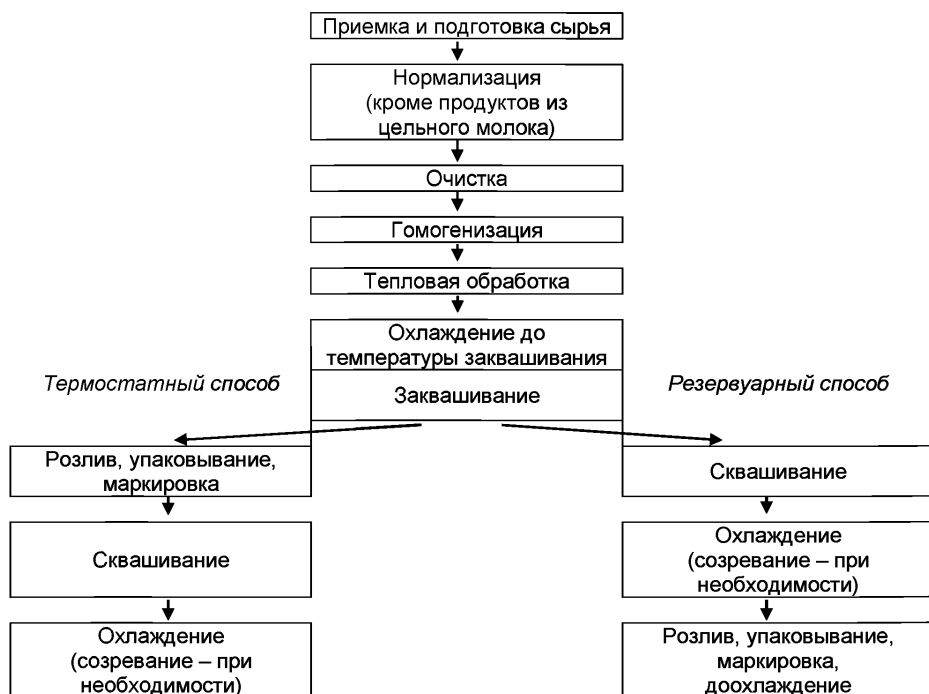 Приемка и подготовка сырья
Нормализация
(кроме продуктов из
цельного молока)
Очистка
Гомогенизация
Тепловая обработка
Охлаждение до
температуры заквашивания
Заквашивание
Термостатный способ
Розлив, упаковывание,
маркировка
Сквашивание
Охлаждение
(созревание – при
необходимости)
Резервуарный способ
Сквашивание
Охлаждение
(созревание – при
необходимости)
Розлив, упаковывание,
маркировка,
доохлаждение